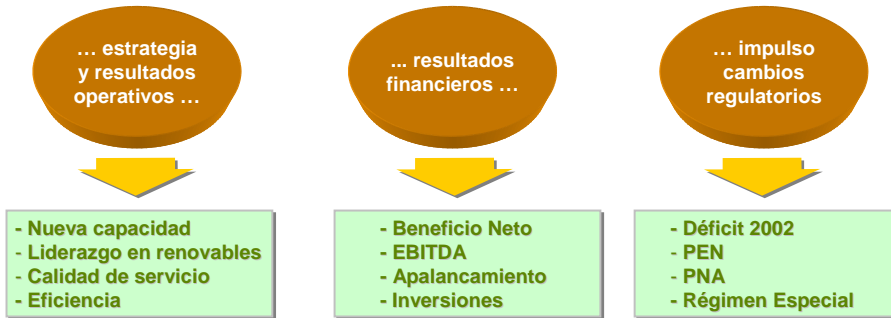 … estrategia
y resultados
operativos …
... resultados
financieros …
… impulso
cambios
regulatorios
- Nueva capacidad
- Liderazgo en renovables
- Calidad de servicio
- Eficiencia
- Beneficio Neto
- EBITDA
- Apalancamiento
- Inversiones
- Déficit 2002
- PEN
- PNA
- Régimen Especial